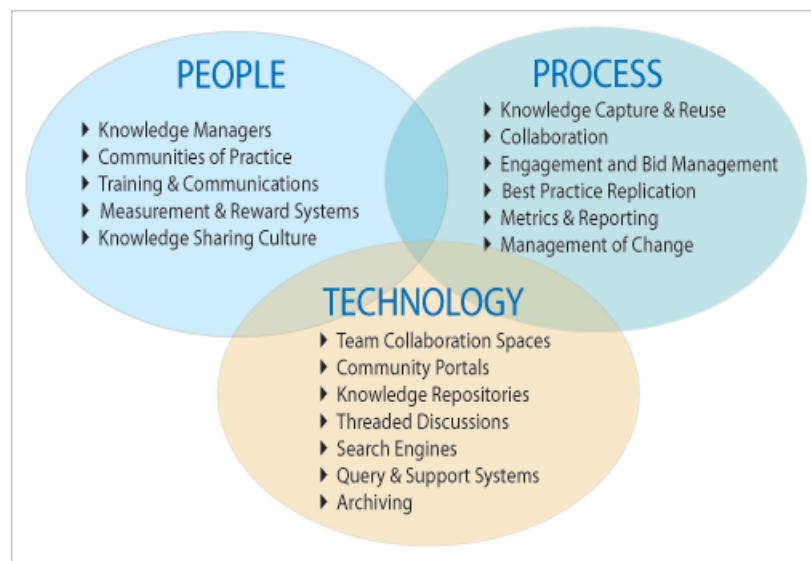 PEOPLE
Knowledge Managers
Communities of Practice
Training & Communications
Measurement & Reward Systems
Knowledge Sharing Culture
PROCESS
Knowledge Capture & Reuse
Collaboration
Engagement and Bid Management
Best Practice Replication
Metrics & Reporting
Management of Change
TECHNOLOGY
Team Collaboration Spaces
Community Portals
Knowledge Repositories
Threaded Discussions
Search Engines
Query & Support Systems
Archiving